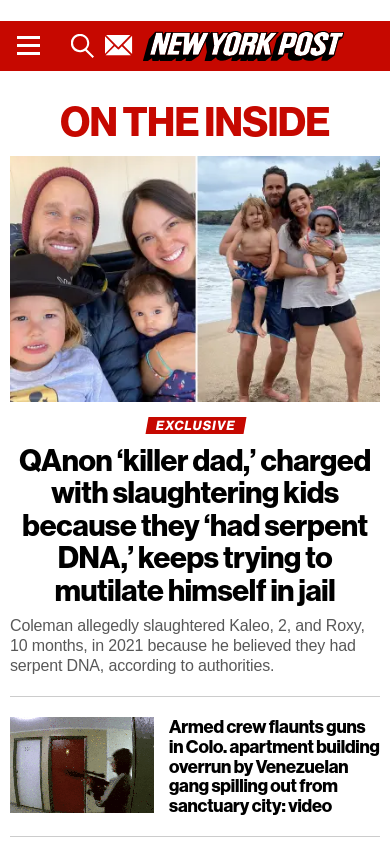 NEW YORK POST
ON THE INSIDE
EXCLUSIVE
QAnon ‘killer dad,’ charged
with slaughtering kids
because they ‘had serpent
DNA,’ keeps trying to
mutilate himself in jail
Coleman allegedly slaughtered Kaleo, 2, and Roxy,
10 months, in 2021 because he believed they had
serpent DNA, according to authorities.
Armed crew flaunts guns
in Colo. apartment building
overrun by Venezuelan
gang spilling out from
sanctuary city: video